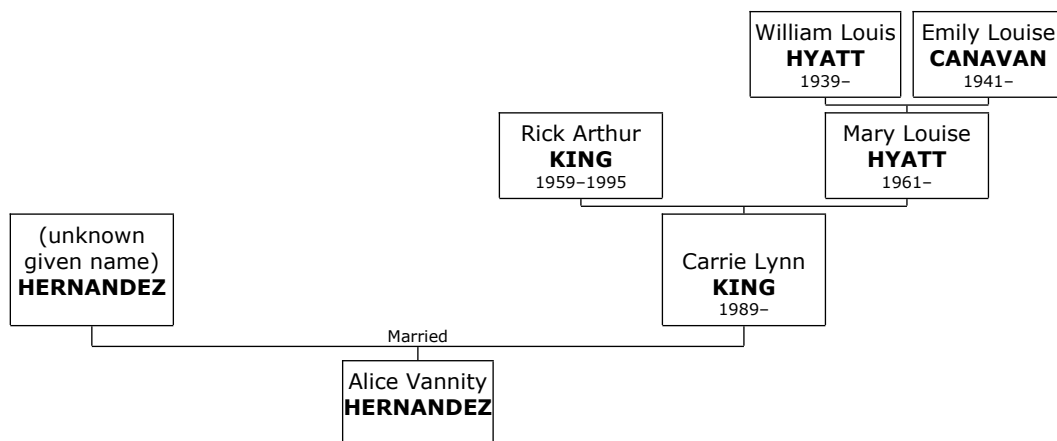 William Louis
HYATT
1939–
Emily Louise
CANAVAN
1941–
Rick Arthur
KING
1959–1995
Mary Louise
HYATT
1961–
(unknown
given name)
HERNANDEZ
Carrie Lynn
KING
1989–
Married
Alice Vannity
HERNANDEZ